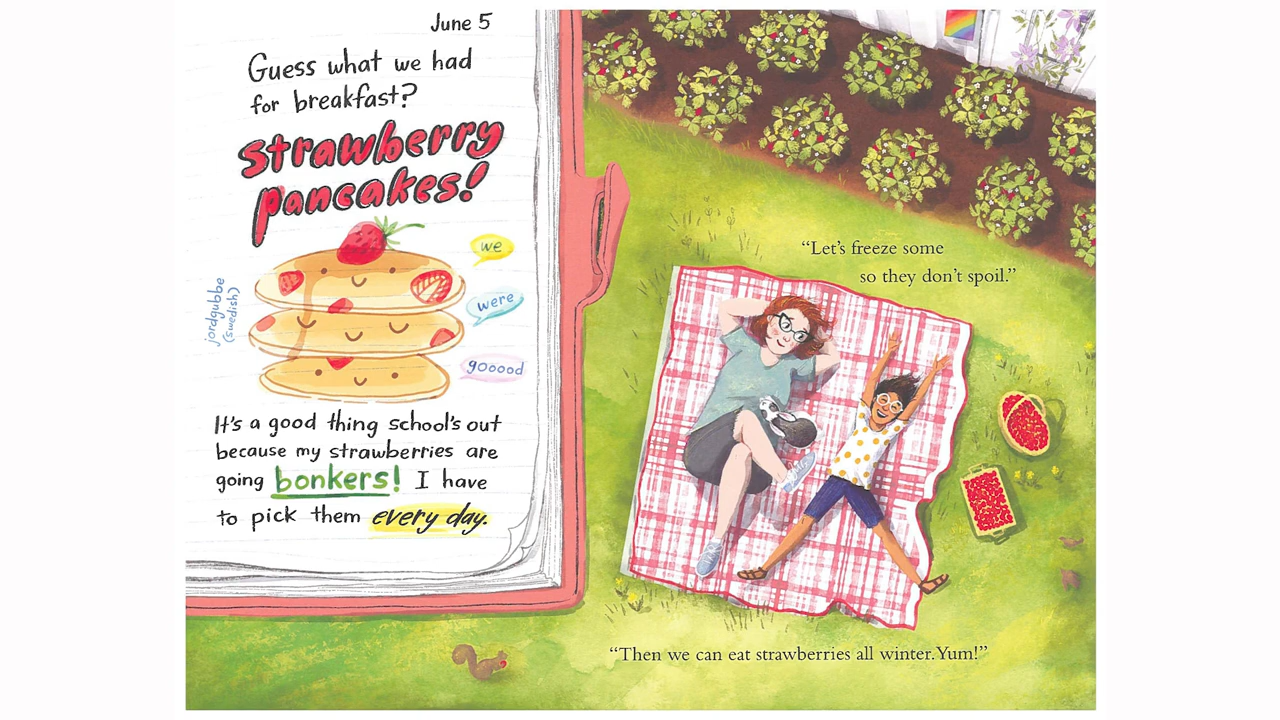 June 5
Guess what we had
for breakfast?
strawberry
pancakes!
we
were
gooood
jordgubbe
(swedish)
It's a good thing school's out
because my strawberries are
going bonkers! I have
to pick them every day.
“Let’s freeze some
so they don’t spoil.”
“Then we can eat strawberries all winter. Yum!”